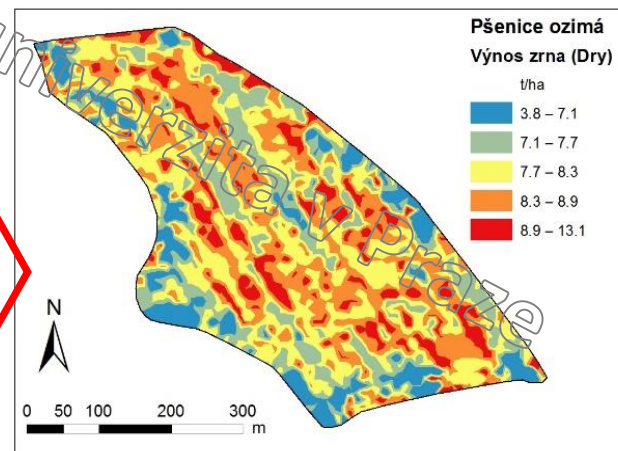 Pšenice ozimá
Výnos zrna (Dry)
t/ha
3.8 – 7.1
7.1 – 7.7
7.7 – 8.3
8.3 – 8.9
8.9 – 13.1
univerzita v Praze
N
0 50 100 200 300
m